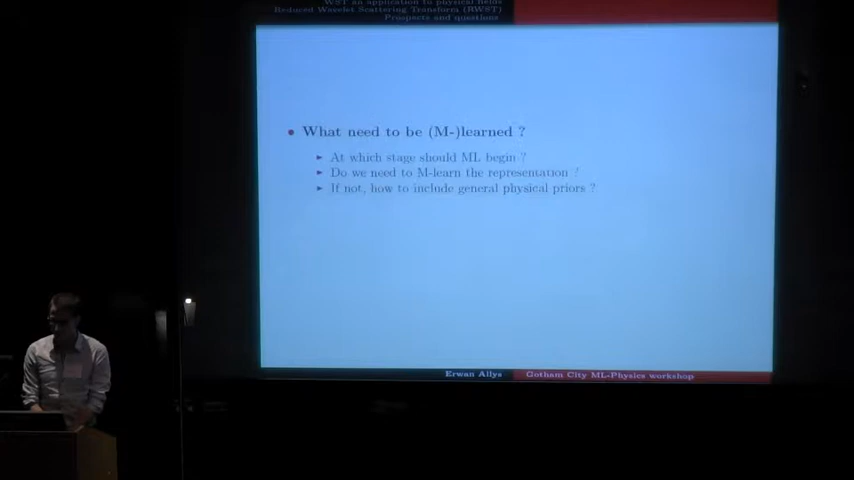 WST an application to physical fields
Reduced Wavelet Scattering Transform (RWST)
Prospects and questions
• What need to be (M-)learned ?
► At which stage should ML begin ?
► Do we need to M-learn the representation ?
► If not, how to include general physical priors ?
Erwan Allys
Gotham City ML-Physics workshop